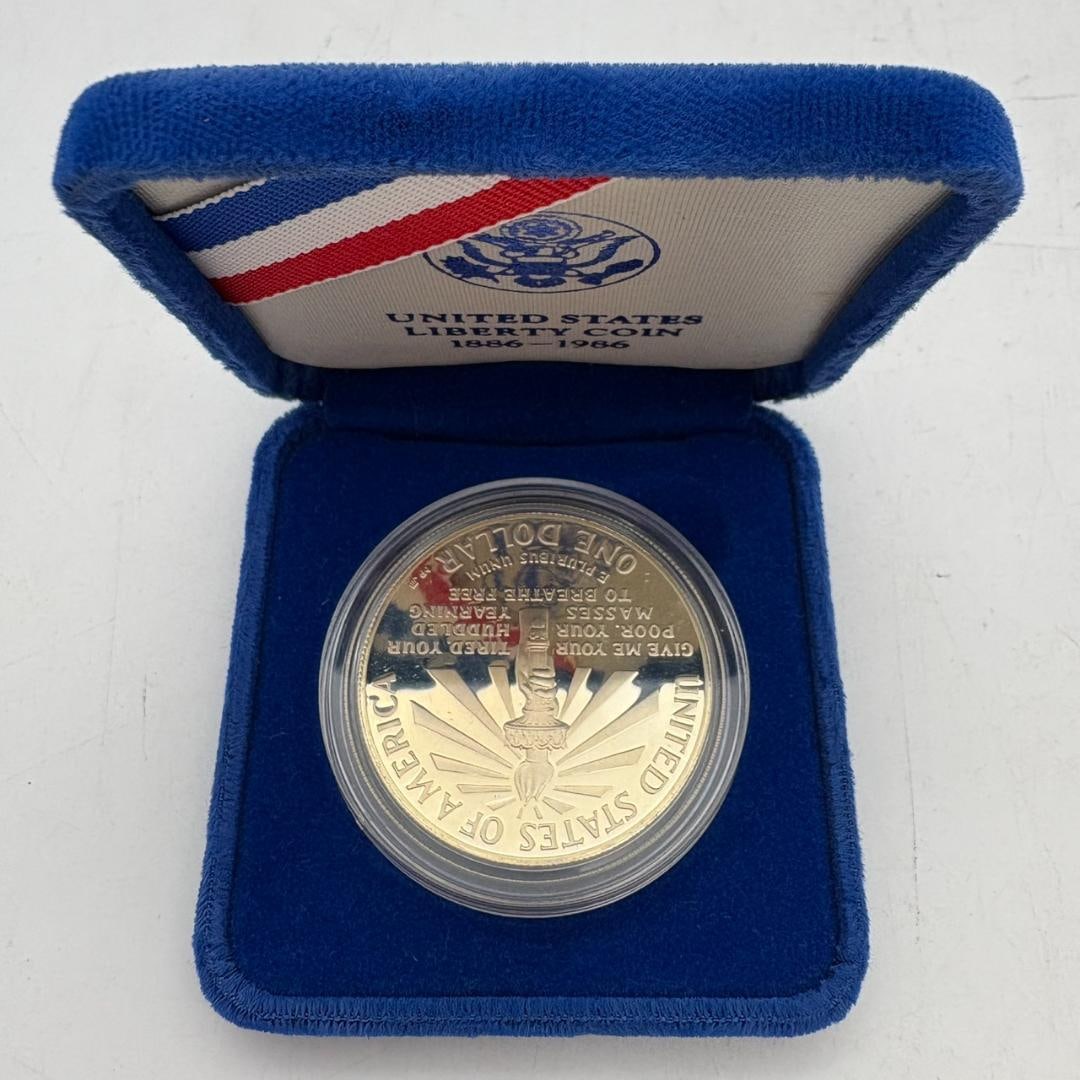 UNITED STATES
LIBERTY COIN
1886–1986
UNITED STATES OF AMERICA
GIVE ME YOUR TIRED, YOUR
POOR, YOUR HUDDLED
MASSES YEARNING
TO BREATHE FREE
E PLURIBUS UNUM
ONE DOLLAR